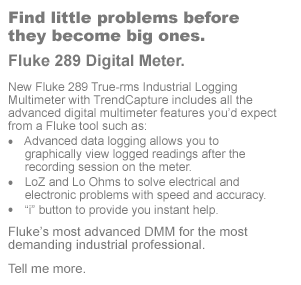 Find little problems before
they become big ones.
Fluke 289 Digital Meter.
New Fluke 289 True-rms Industrial Logging
Multimeter with TrendCapture includes all the
advanced digital multimeter features you'd expect
from a Fluke tool such as:
• Advanced data logging allows you to
graphically view logged readings after the
recording session on the meter.
• LoZ and Lo Ohms to solve electrical and
electronic problems with speed and accuracy.
• “i” button to provide you instant help.
Fluke's most advanced DMM for the most
demanding industrial professional.
Tell me more.